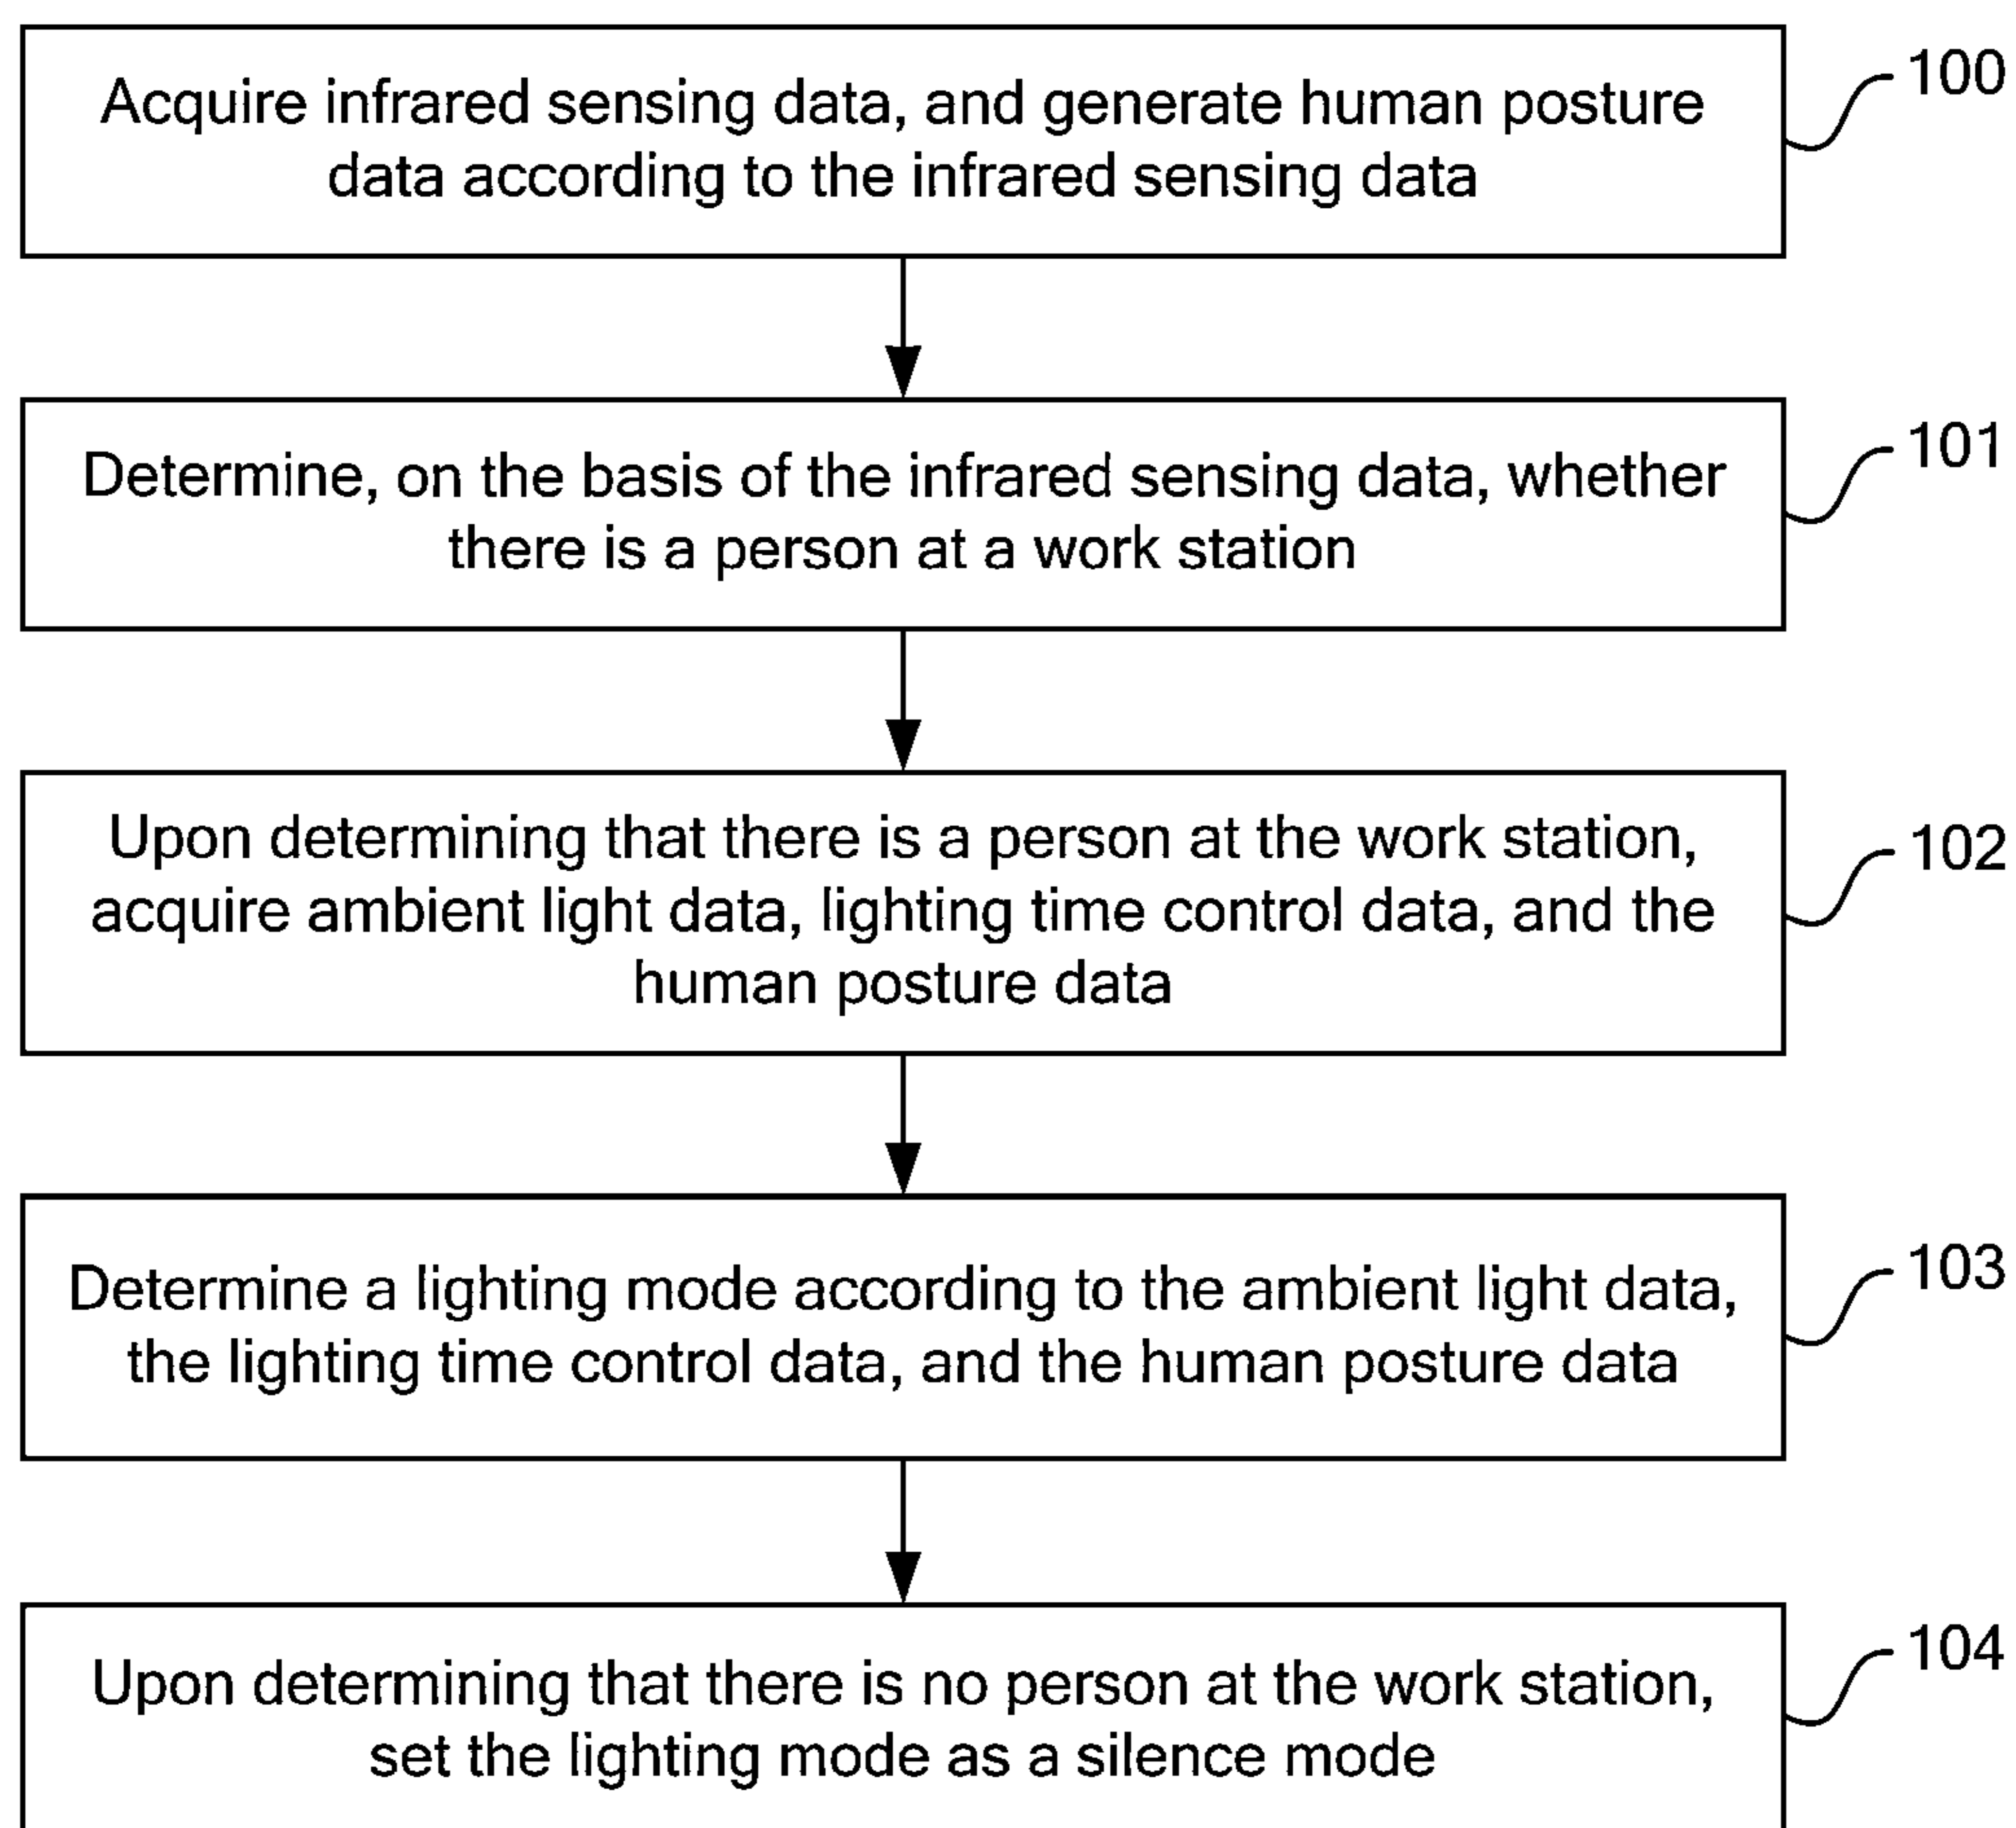 Acquire infrared sensing data, and generate human posture
data according to the infrared sensing data
100
Determine, on the basis of the infrared sensing data, whether
there is a person at a work station
101
Upon determining that there is a person at the work station,
acquire ambient light data, lighting time control data, and the
human posture data
102
Determine a lighting mode according to the ambient light data,
the lighting time control data, and the human posture data
103
Upon determining that there is no person at the work station,
set the lighting mode as a silence mode
104